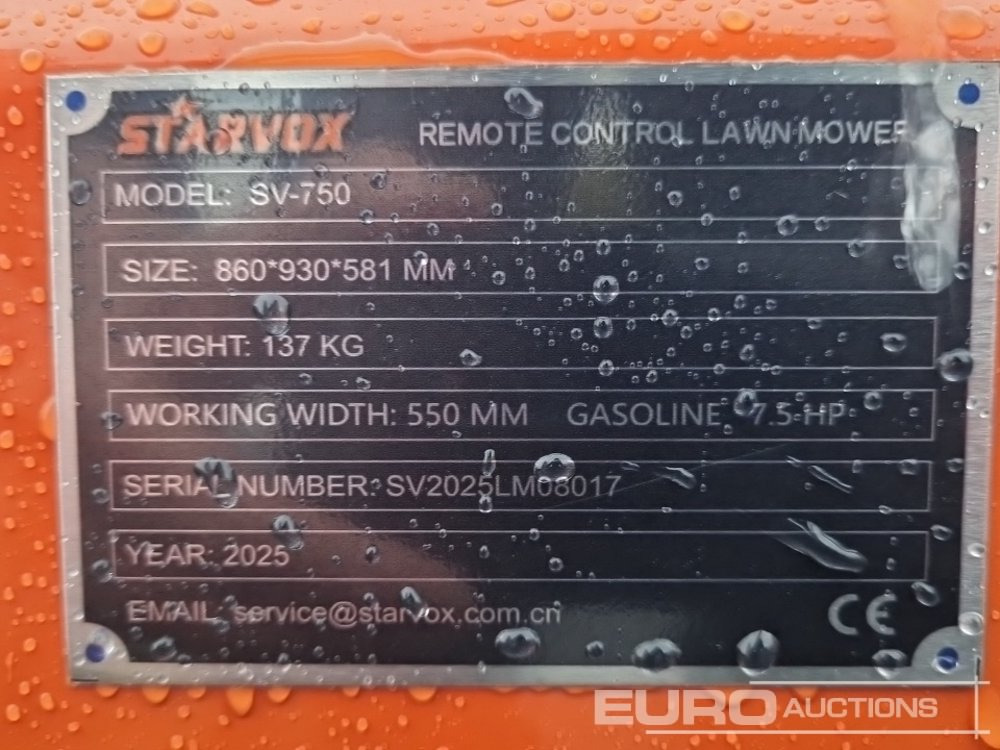 STARVOX REMOTE CONTROL LAWN MOWER
MODEL: SV-750
SIZE: 860*930*581 MM
WEIGHT: 137 KG
WORKING WIDTH: 550 MM GASOLINE 7.5 HP
SERIAL NUMBER: SV2025LM08017
YEAR: 2025
EMAIL: service@starvox.com.cn CE
EURO AUCTIONS